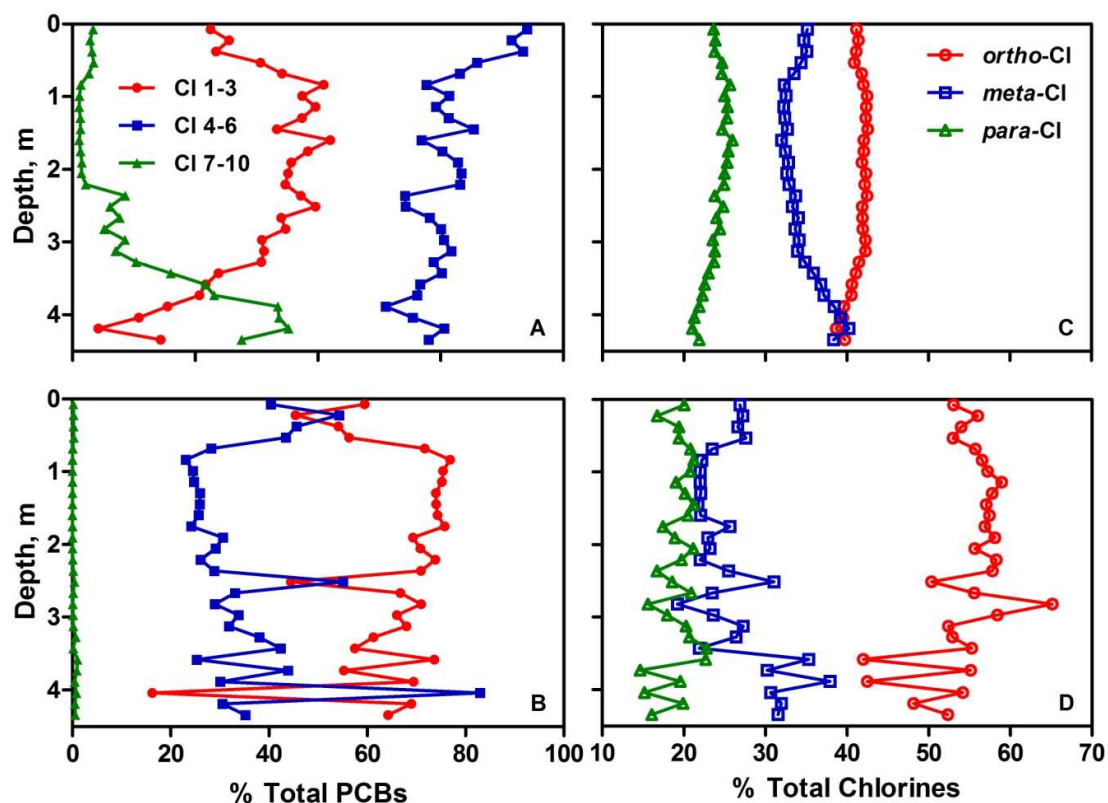 0
1
2
3
4
Depth, m
Cl 1-3
Cl 4-6
Cl 7-10
A
ortho-Cl
meta-Cl
para-Cl
C
0
1
2
3
4
Depth, m
B
D
0 20 40 60 80 100
10 20 30 40 50 60 70
% Total PCBs
% Total Chlorines